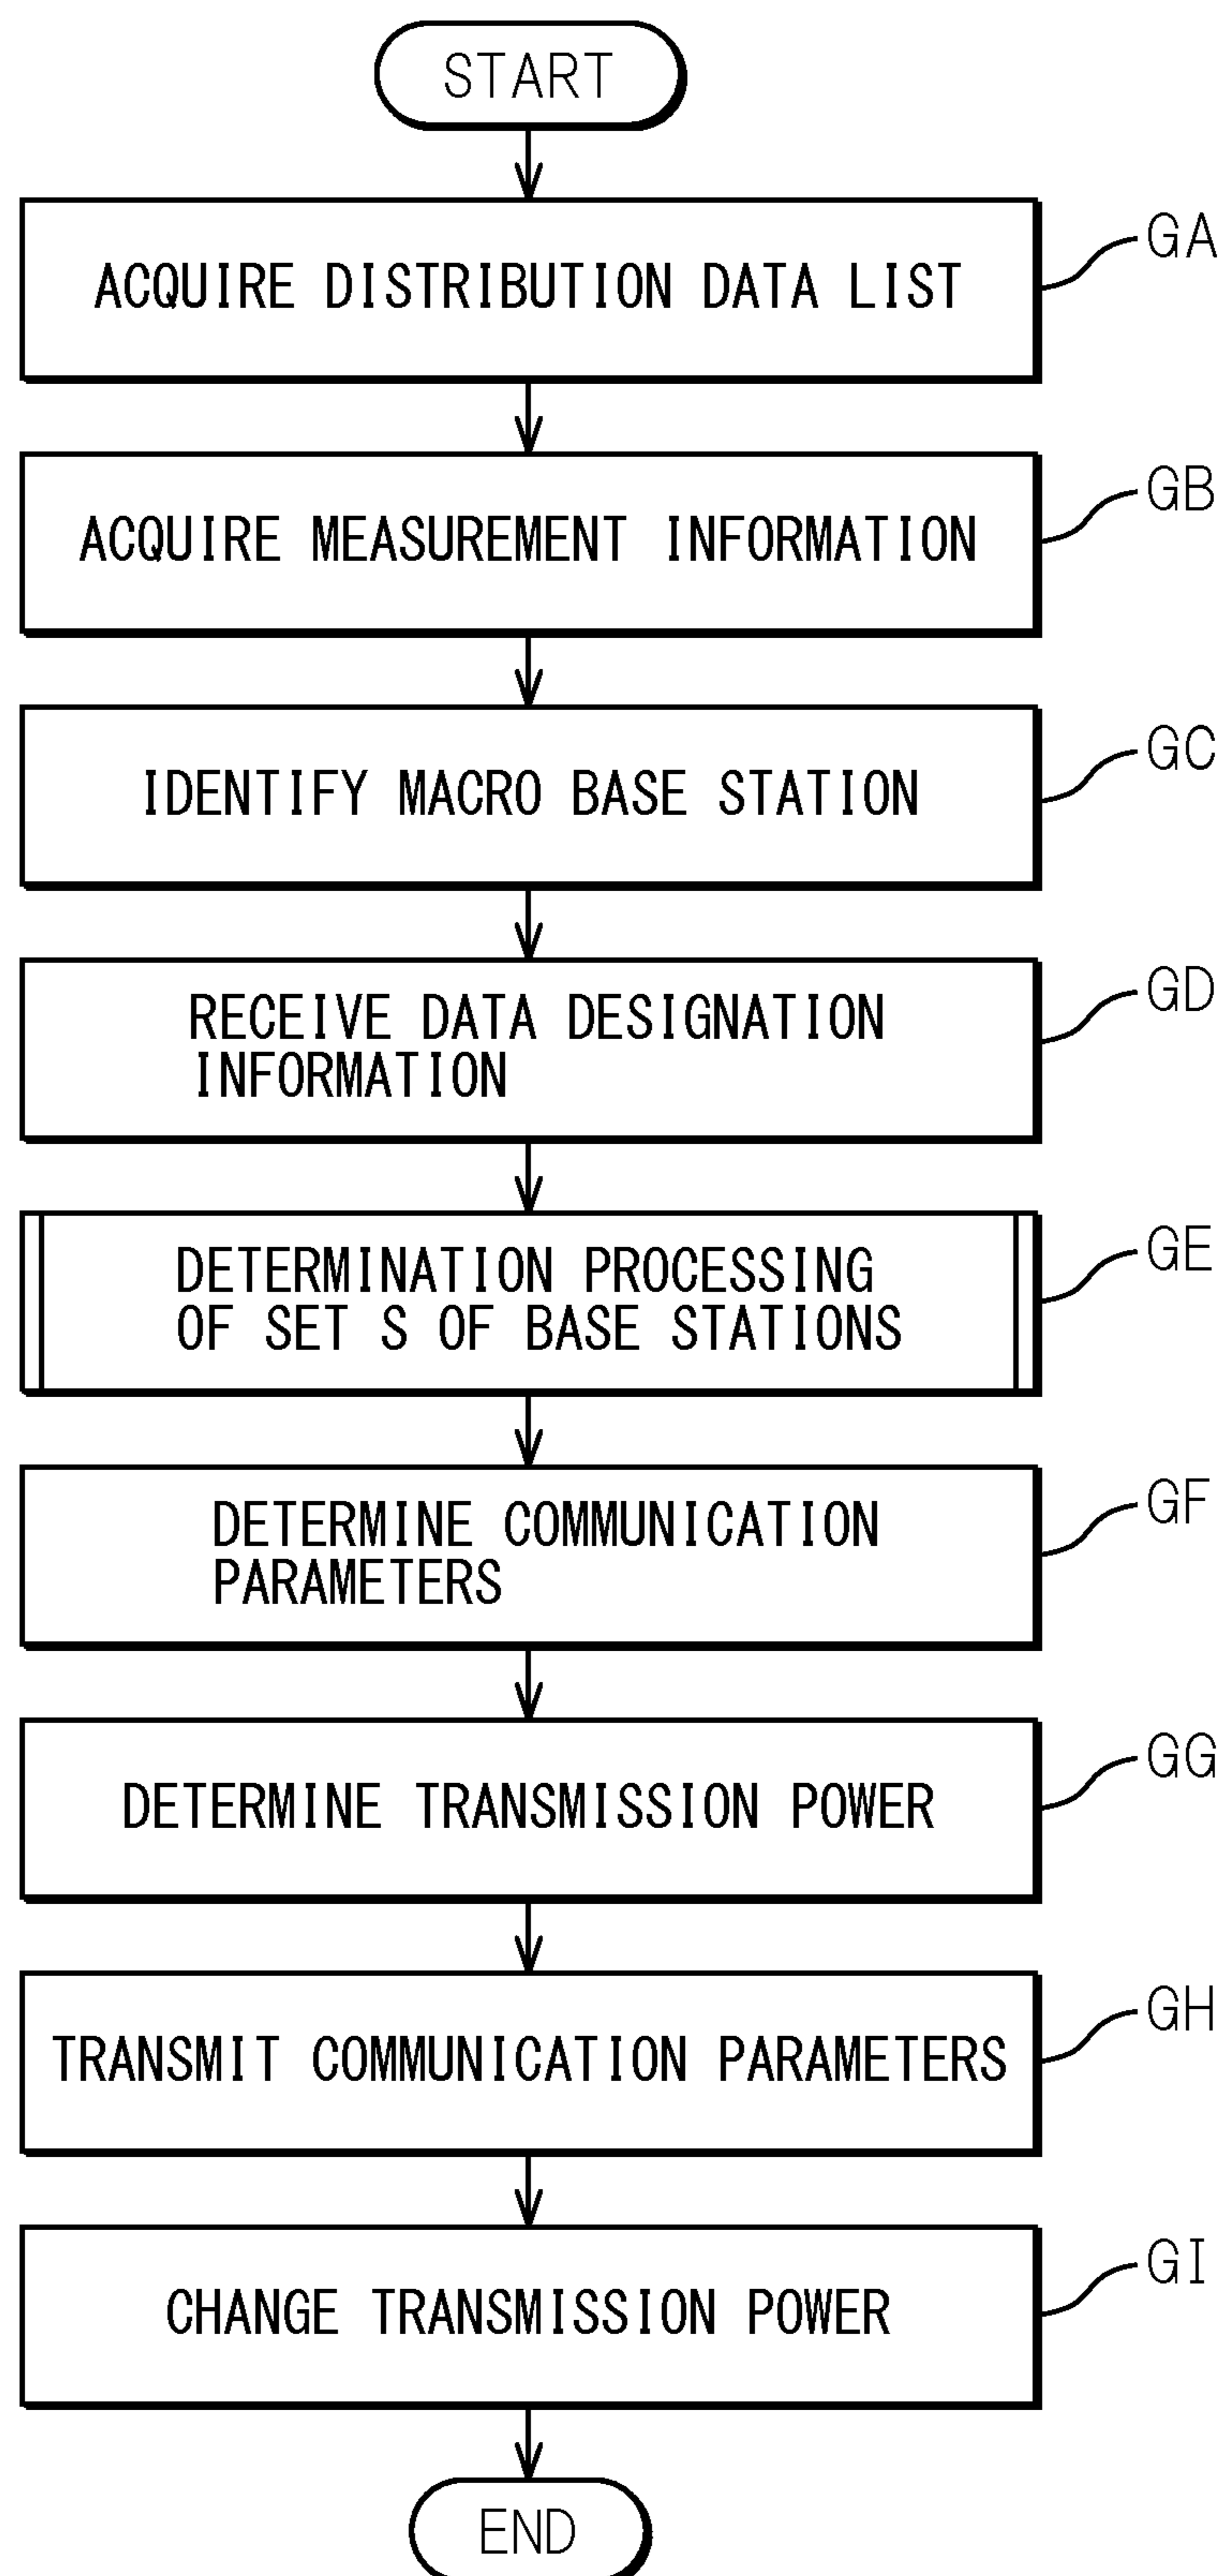 START
ACQUIRE DISTRIBUTION DATA LIST
GA
ACQUIRE MEASUREMENT INFORMATION
GB
IDENTIFY MACRO BASE STATION
GC
RECEIVE DATA DESIGNATION
INFORMATION
GD
DETERMINATION PROCESSING
OF SET S OF BASE STATIONS
GE
DETERMINE COMMUNICATION
PARAMETERS
GF
DETERMINE TRANSMISSION POWER
GG
TRANSMIT COMMUNICATION PARAMETERS
GH
CHANGE TRANSMISSION POWER
GI
END